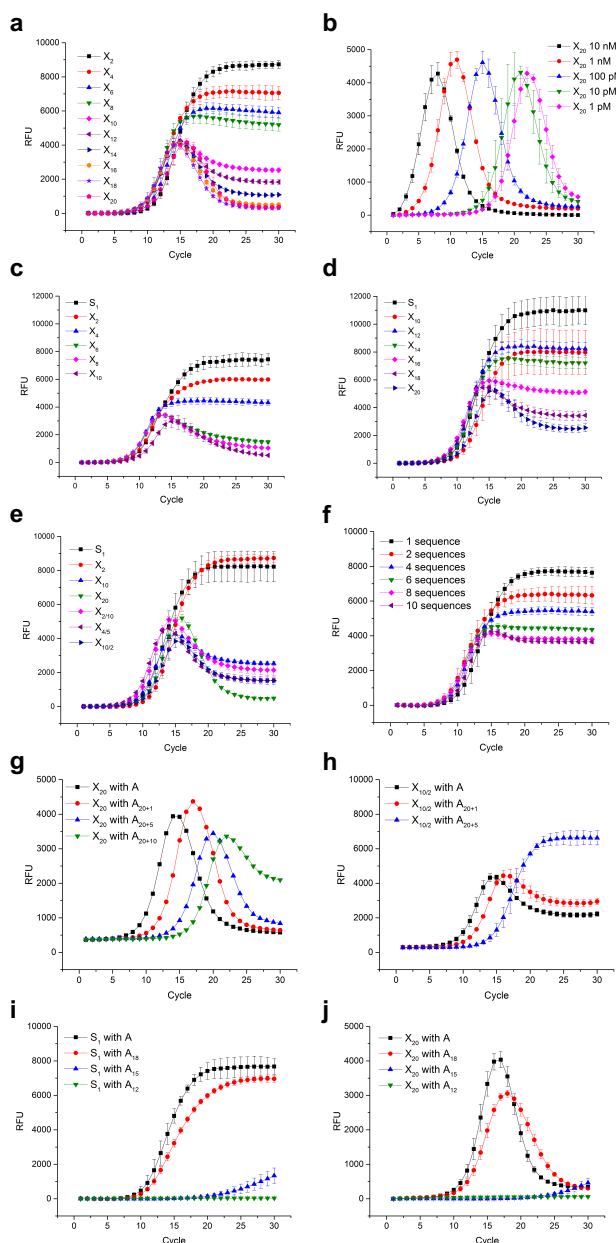 a
X2
X4
X6
X8
X10
X12
X14
X16
X18
X20
RFU
10000
8000
6000
4000
2000
0
0 5 10 15 20 25 30
Cycle
b
X20 10 nM
X20 1 nM
X20 100 pM
X20 10 pM
X20 1 pM
RFU
5000
4000
3000
2000
1000
0
0 5 10 15 20 25 30
Cycle
c
S1
X2
X4
X6
X8
X10
RFU
12000
10000
8000
6000
4000
2000
0
0 5 10 15 20 25 30
Cycle
d
S1
X10
X12
X14
X16
X18
X20
RFU
12000
10000
8000
6000
4000
2000
0
0 5 10 15 20 25 30
Cycle
e
S1
X2
X10
X20
X2/10
X4/5
X10/2
RFU
12000
10000
8000
6000
4000
2000
0
0 5 10 15 20 25 30
Cycle
f
1 sequence
2 sequences
4 sequences
6 sequences
8 sequences
10 sequences
RFU
12000
10000
8000
6000
4000
2000
0
0 5 10 15 20 25 30
Cycle
g
X20 with A
X20 with A20+1
X20 with A20+5
X20 with A20+10
RFU
5000
4000
3000
2000
1000
0
0 5 10 15 20 25 30
Cycle
h
X10/2 with A
X10/2 with A20+1
X10/2 with A20+5
RFU
10000
8000
6000
4000
2000
0
0 5 10 15 20 25 30
Cycle
i
S1 with A
S1 with A18
S1 with A15
S1 with A12
RFU
10000
8000
6000
4000
2000
0
0 5 10 15 20 25 30
Cycle
j
X20 with A
X20 with A18
X20 with A15
X20 with A12
RFU
5000
4000
3000
2000
1000
0
0 5 10 15 20 25 30
Cycle